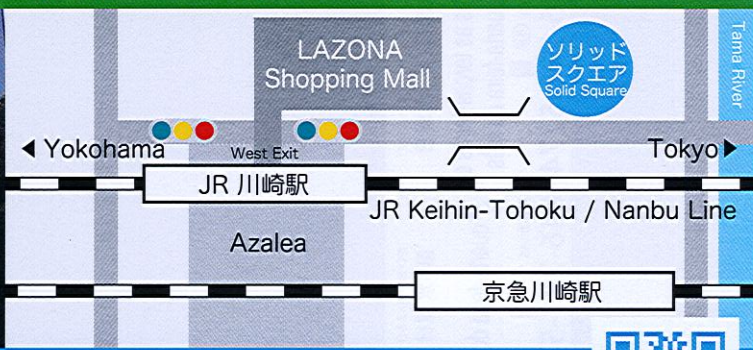 LAZONA
Shopping Mall
ソリッド
スクエア
Solid Square
Tama River
◀ Yokohama
West Exit
Tokyo ▶
JR 川崎駅
JR Keihin-Tohoku / Nanbu Line
Azalea
京急川崎駅